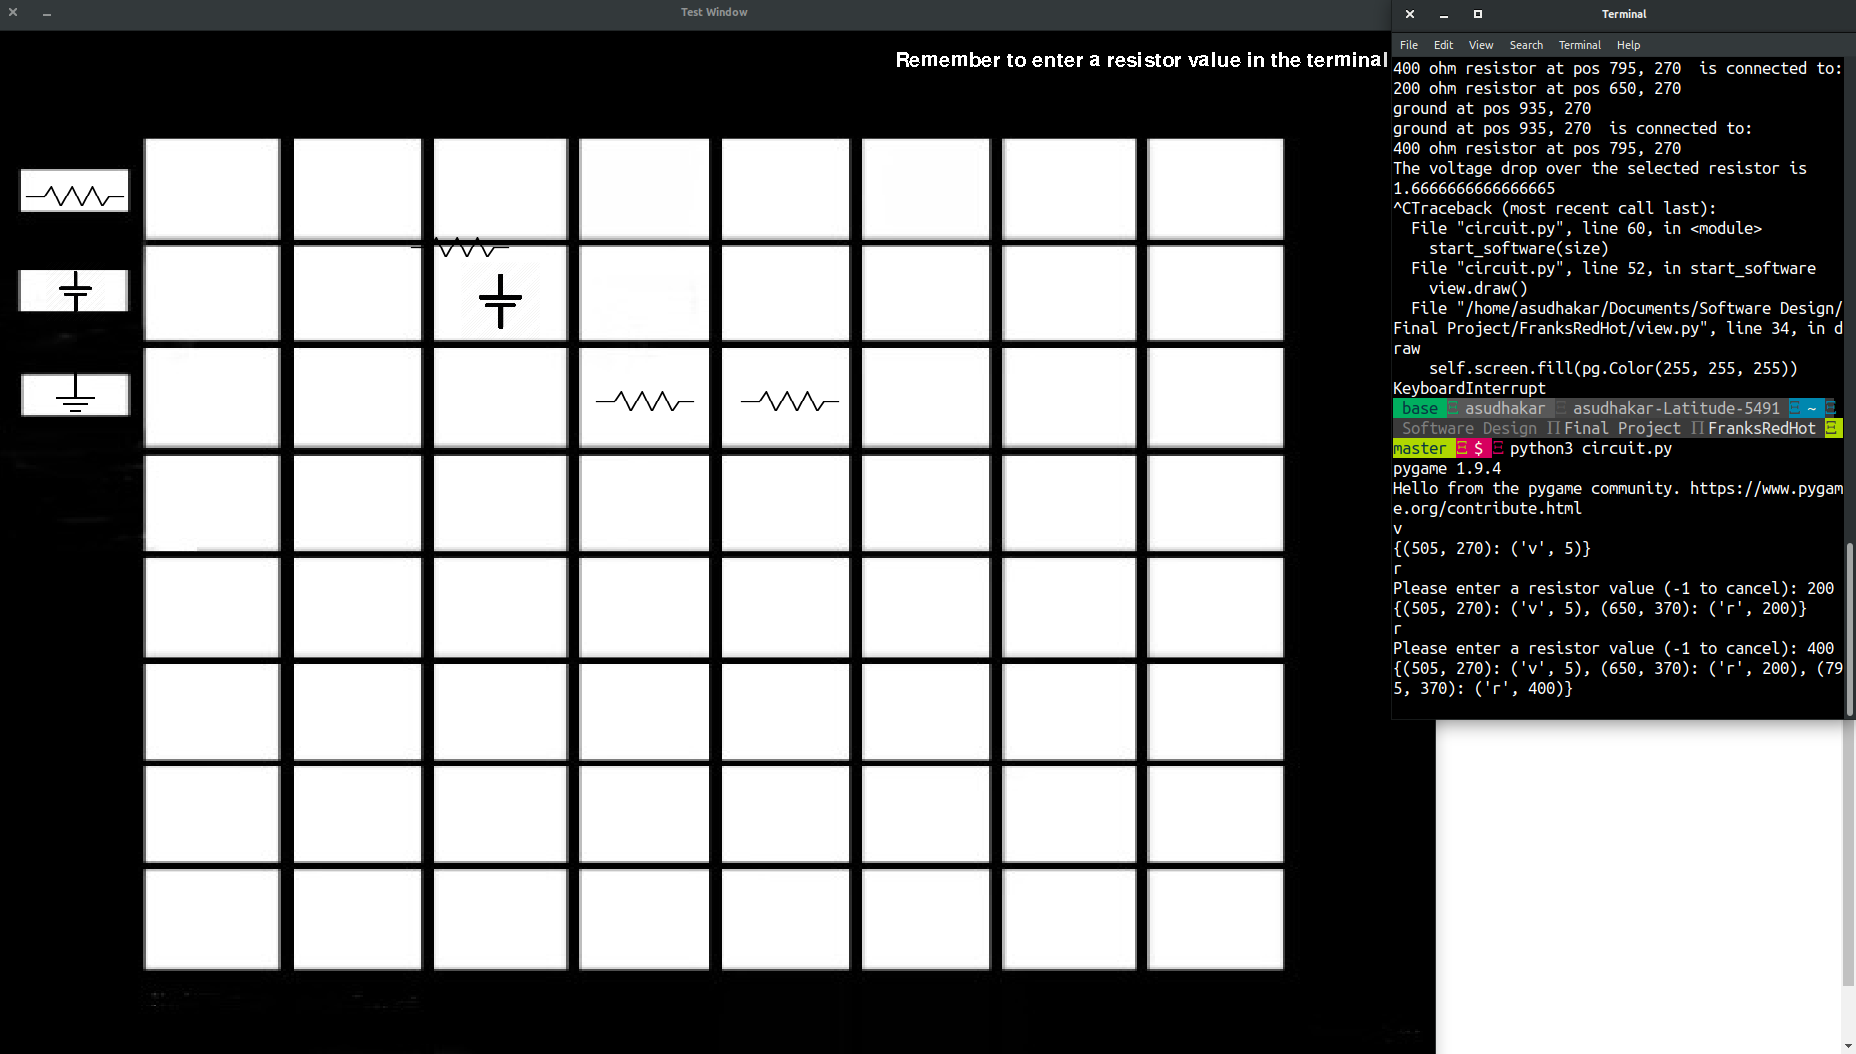 Test Window
Remember to enter a resistor value in the terminal
Terminal
File Edit View Search Terminal Help
400 ohm resistor at pos 795, 270  is connected to:
200 ohm resistor at pos 650, 270
ground at pos 935, 270
ground at pos 935, 270  is connected to:
400 ohm resistor at pos 795, 270
The voltage drop over the selected resistor is
1.6666666666666665
^CTraceback (most recent call last):
  File "circuit.py", line 60, in <module>
    start_software(size)
  File "circuit.py", line 52, in start_software
    view.draw()
  File "/home/asudhakar/Documents/Software Design/
Final Project/FranksRedHot/view.py", line 34, in d
raw
    self.screen.fill(pg.Color(255, 255, 255))
KeyboardInterrupt
base asudhakar asudhakar-Latitude-5491 ~
Software Design Final Project FranksRedHot
master $ python3 circuit.py
pygame 1.9.4
Hello from the pygame community. https://www.pygam
e.org/contribute.html
v
{(505, 270): ('v', 5)}
r
Please enter a resistor value (-1 to cancel): 200
{(505, 270): ('v', 5), (650, 370): ('r', 200)}
r
Please enter a resistor value (-1 to cancel): 400
{(505, 270): ('v', 5), (650, 370): ('r', 200), (79
5, 370): ('r', 400)}